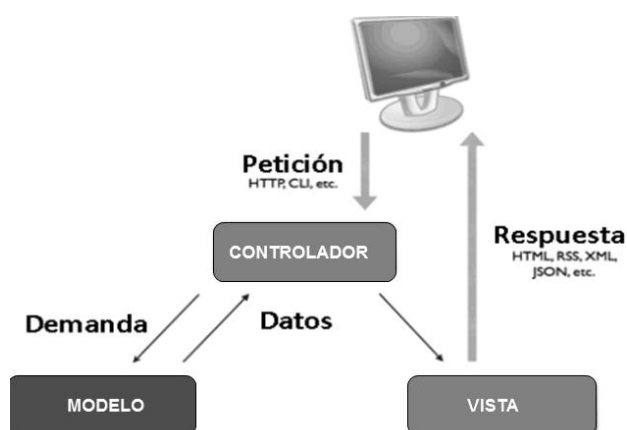 Petición
HTTP, CLI, etc.
CONTROLADOR
Respuesta
HTML, RSS, XML,
JSON, etc.
Demanda
Datos
MODELO
VISTA